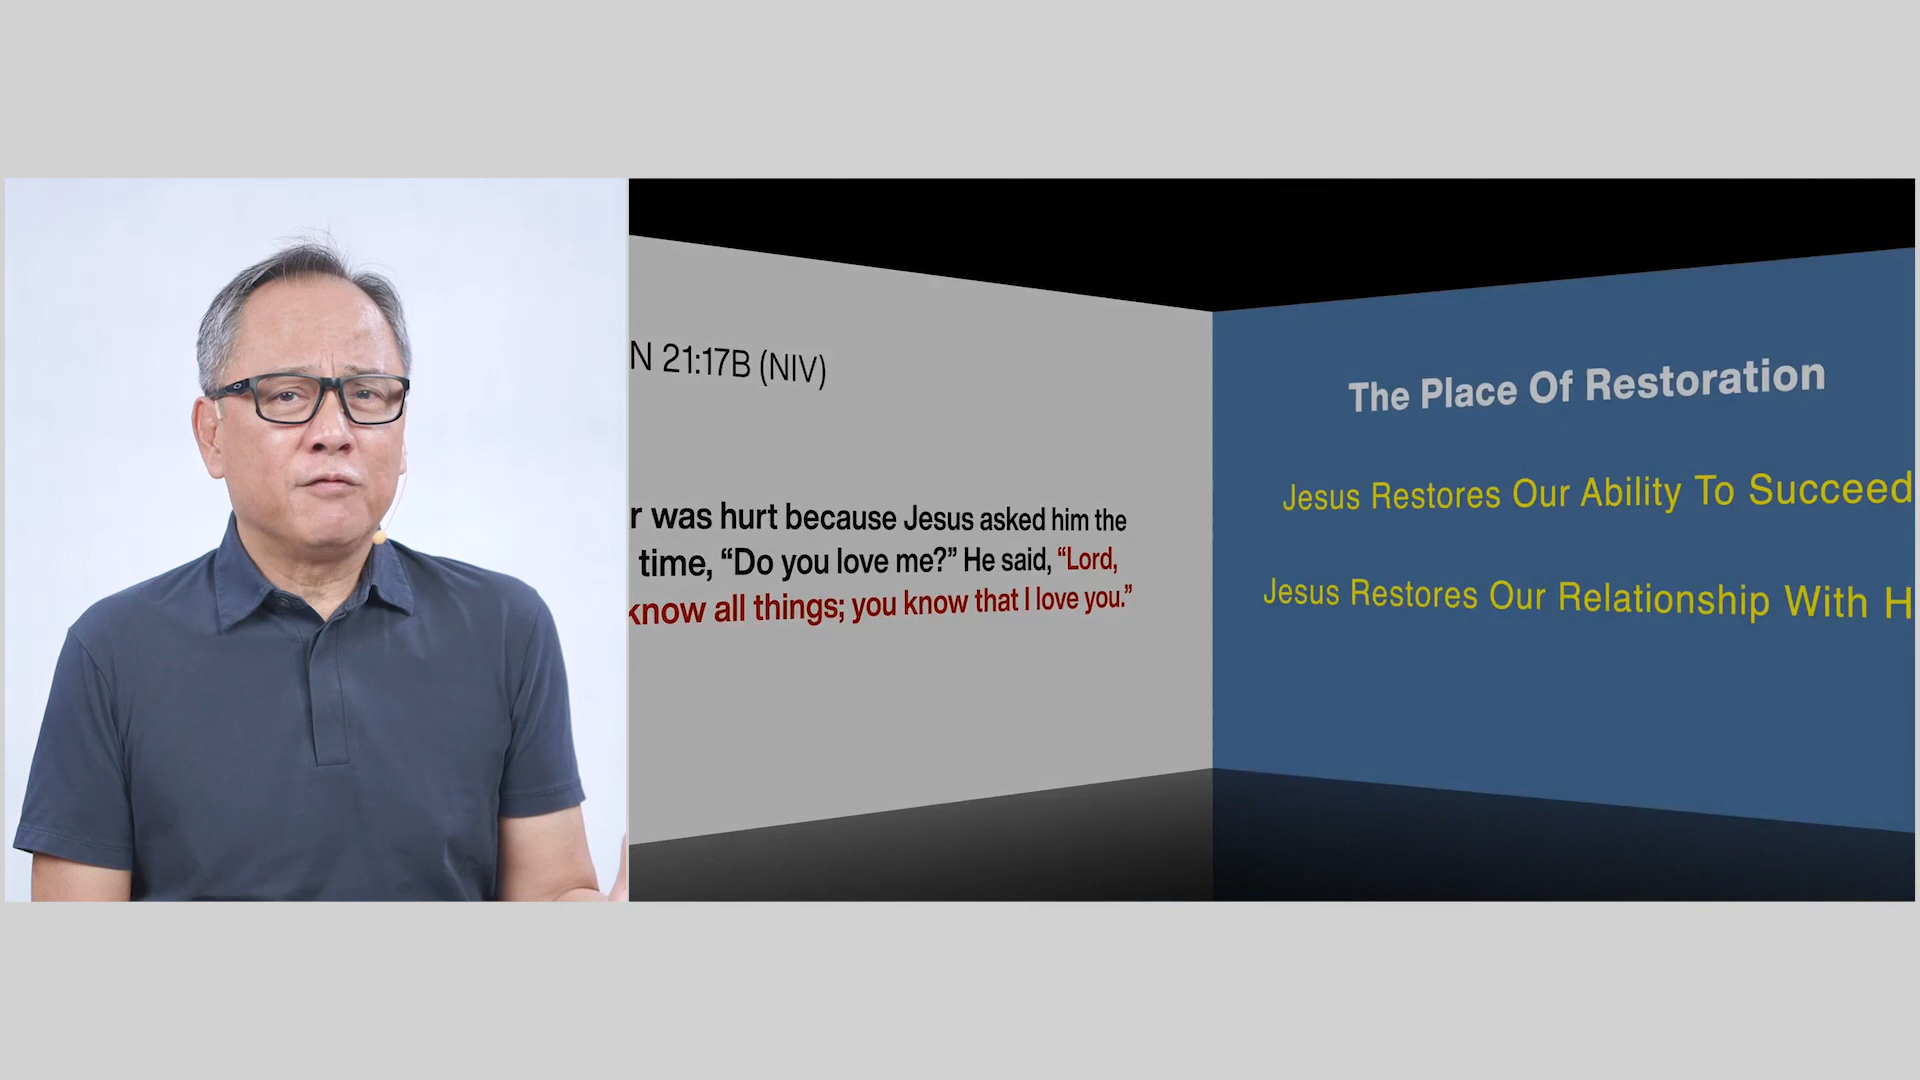 N 21:17B (NIV)
r was hurt because Jesus asked him the
time, “Do you love me?” He said, “Lord,
know all things; you know that I love you.”
The Place Of Restoration
Jesus Restores Our Ability To Succeed
Jesus Restores Our Relationship With H